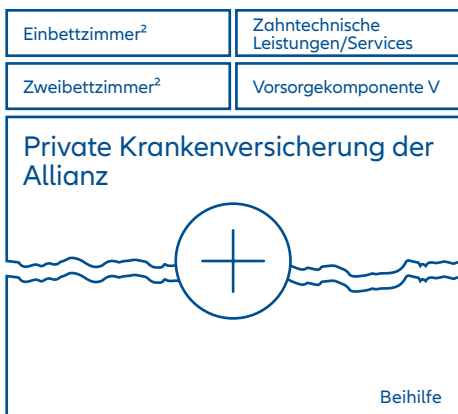 Einbettzimmer²
Zahntechnische
Leistungen/Services
Zweibettzimmer²
Vorsorgekomponente V
Private Krankenversicherung der
Allianz
Beihilfe